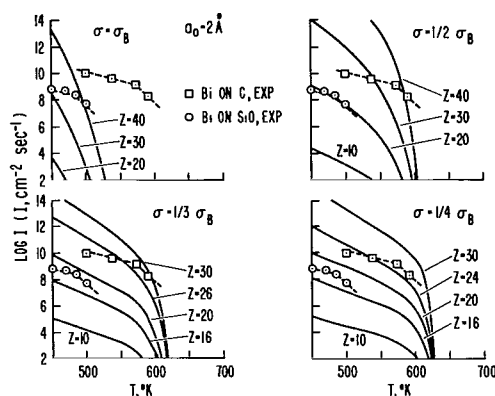 σ=σB
a₀=2Å
14
12
10
8
6
4
2
Z=40
Z=30
Z=20
□ Bi ON C, EXP
⊙ Bi ON SiO, EXP
σ=1/2 σB
Z=40
Z=30
Z=20
Z=10
LOG I (I, cm⁻² sec⁻¹)
σ=1/3 σB
14
12
10
8
6
4
2
Z=30
Z=26
Z=20
Z=16
Z=10
500
600
700
T, °K
σ=1/4 σB
Z=30
Z=24
Z=20
Z=16
Z=10
500
600
700
T, °K